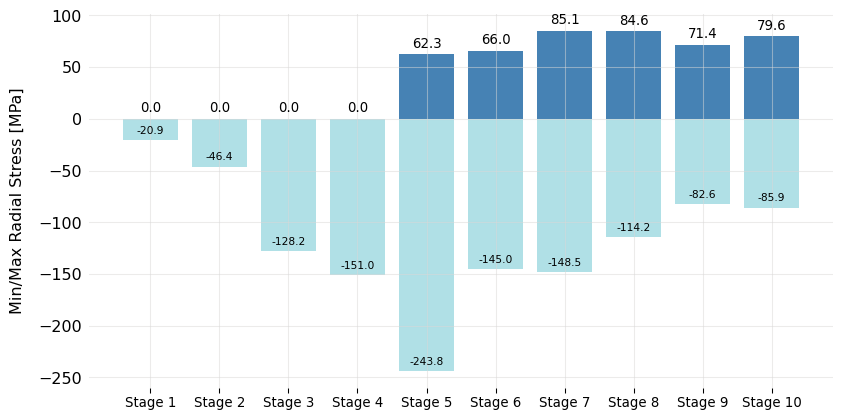 Min/Max Radial Stress [MPa]
100
50
0
−50
−100
−150
−200
−250
0.0 0.0 0.0 0.0 62.3 66.0 85.1 84.6 71.4 79.6
-20.9 -46.4 -128.2 -151.0 -243.8 -145.0 -148.5 -114.2 -82.6 -85.9
Stage 1 Stage 2 Stage 3 Stage 4 Stage 5 Stage 6 Stage 7 Stage 8 Stage 9 Stage 10